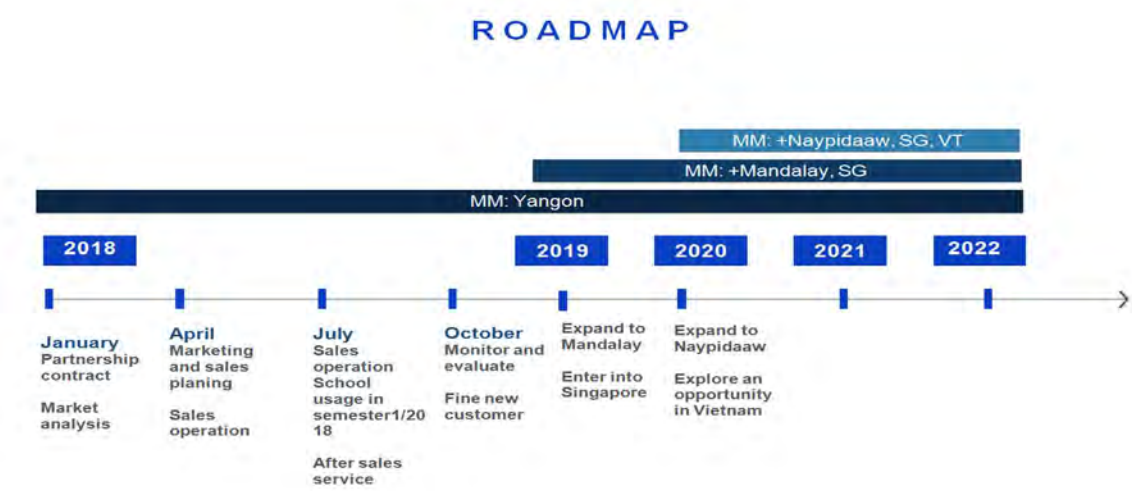 ROADMAP
MM: +Naypidaaw, SG, VT
MM: +Mandalay, SG
MM: Yangon
2018
2019
2020
2021
2022
January
Partnership
contract
Market
analysis
April
Marketing
and sales
planing
Sales
operation
July
Sales
operation
School
usage in
semester1/20
18
After sales
service
October
Monitor and
evaluate
Fine new
customer
Expand to
Mandalay
Enter into
Singapore
Expand to
Naypidaaw
Explore an
opportunity
in Vietnam